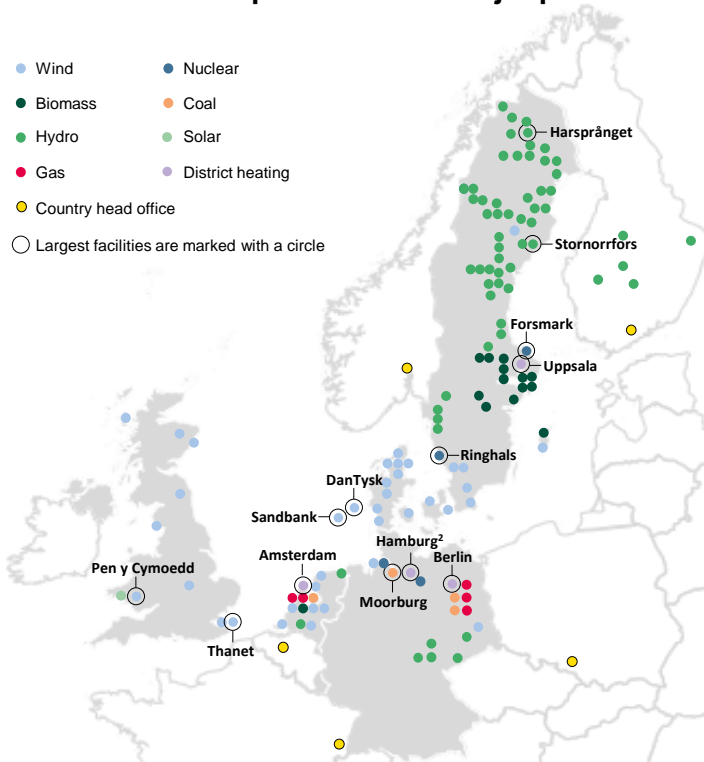 Wind
Nuclear
Biomass
Coal
Hydro
Solar
Gas
District heating
Country head office
Largest facilities are marked with a circle
Harsprånget
Stornorrfors
Forsmark
Uppsala
Ringhals
DanTysk
Sandbank
Hamburg²
Amsterdam
Berlin
Pen y Cymoedd
Moorburg
Thanet